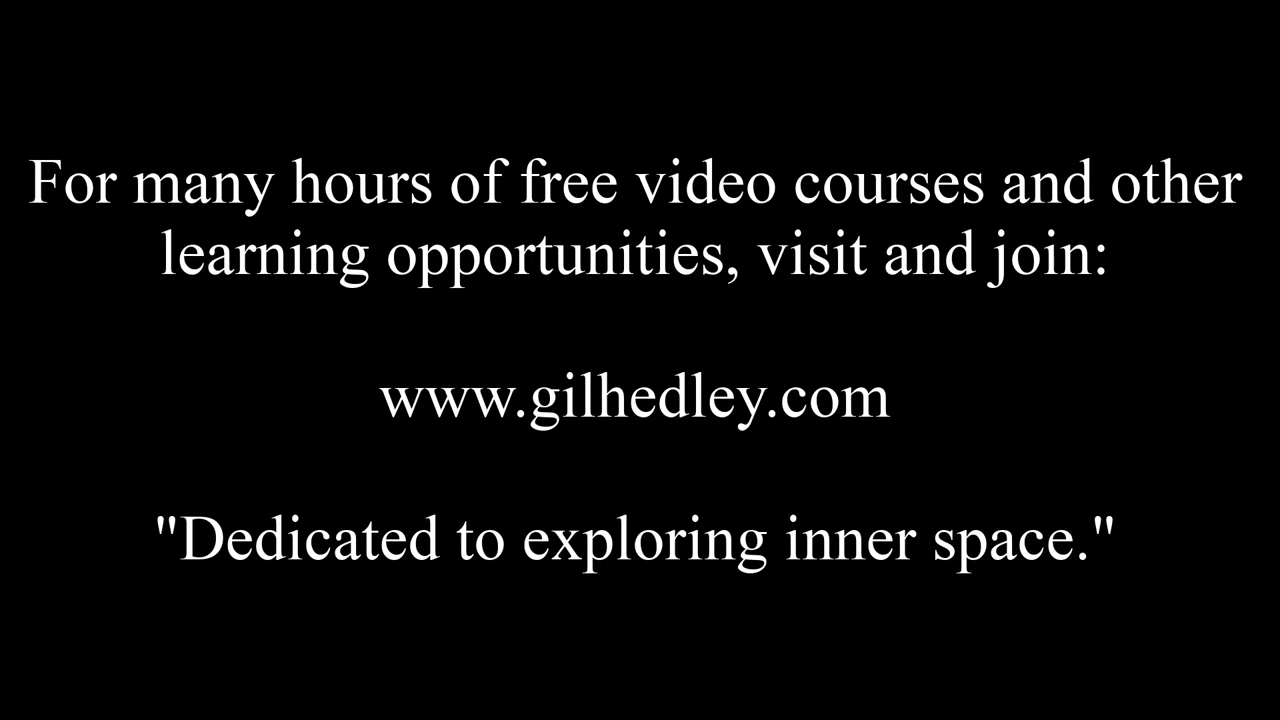 For many hours of free video courses and other
learning opportunities, visit and join:
www.gilhedley.com
"Dedicated to exploring inner space."